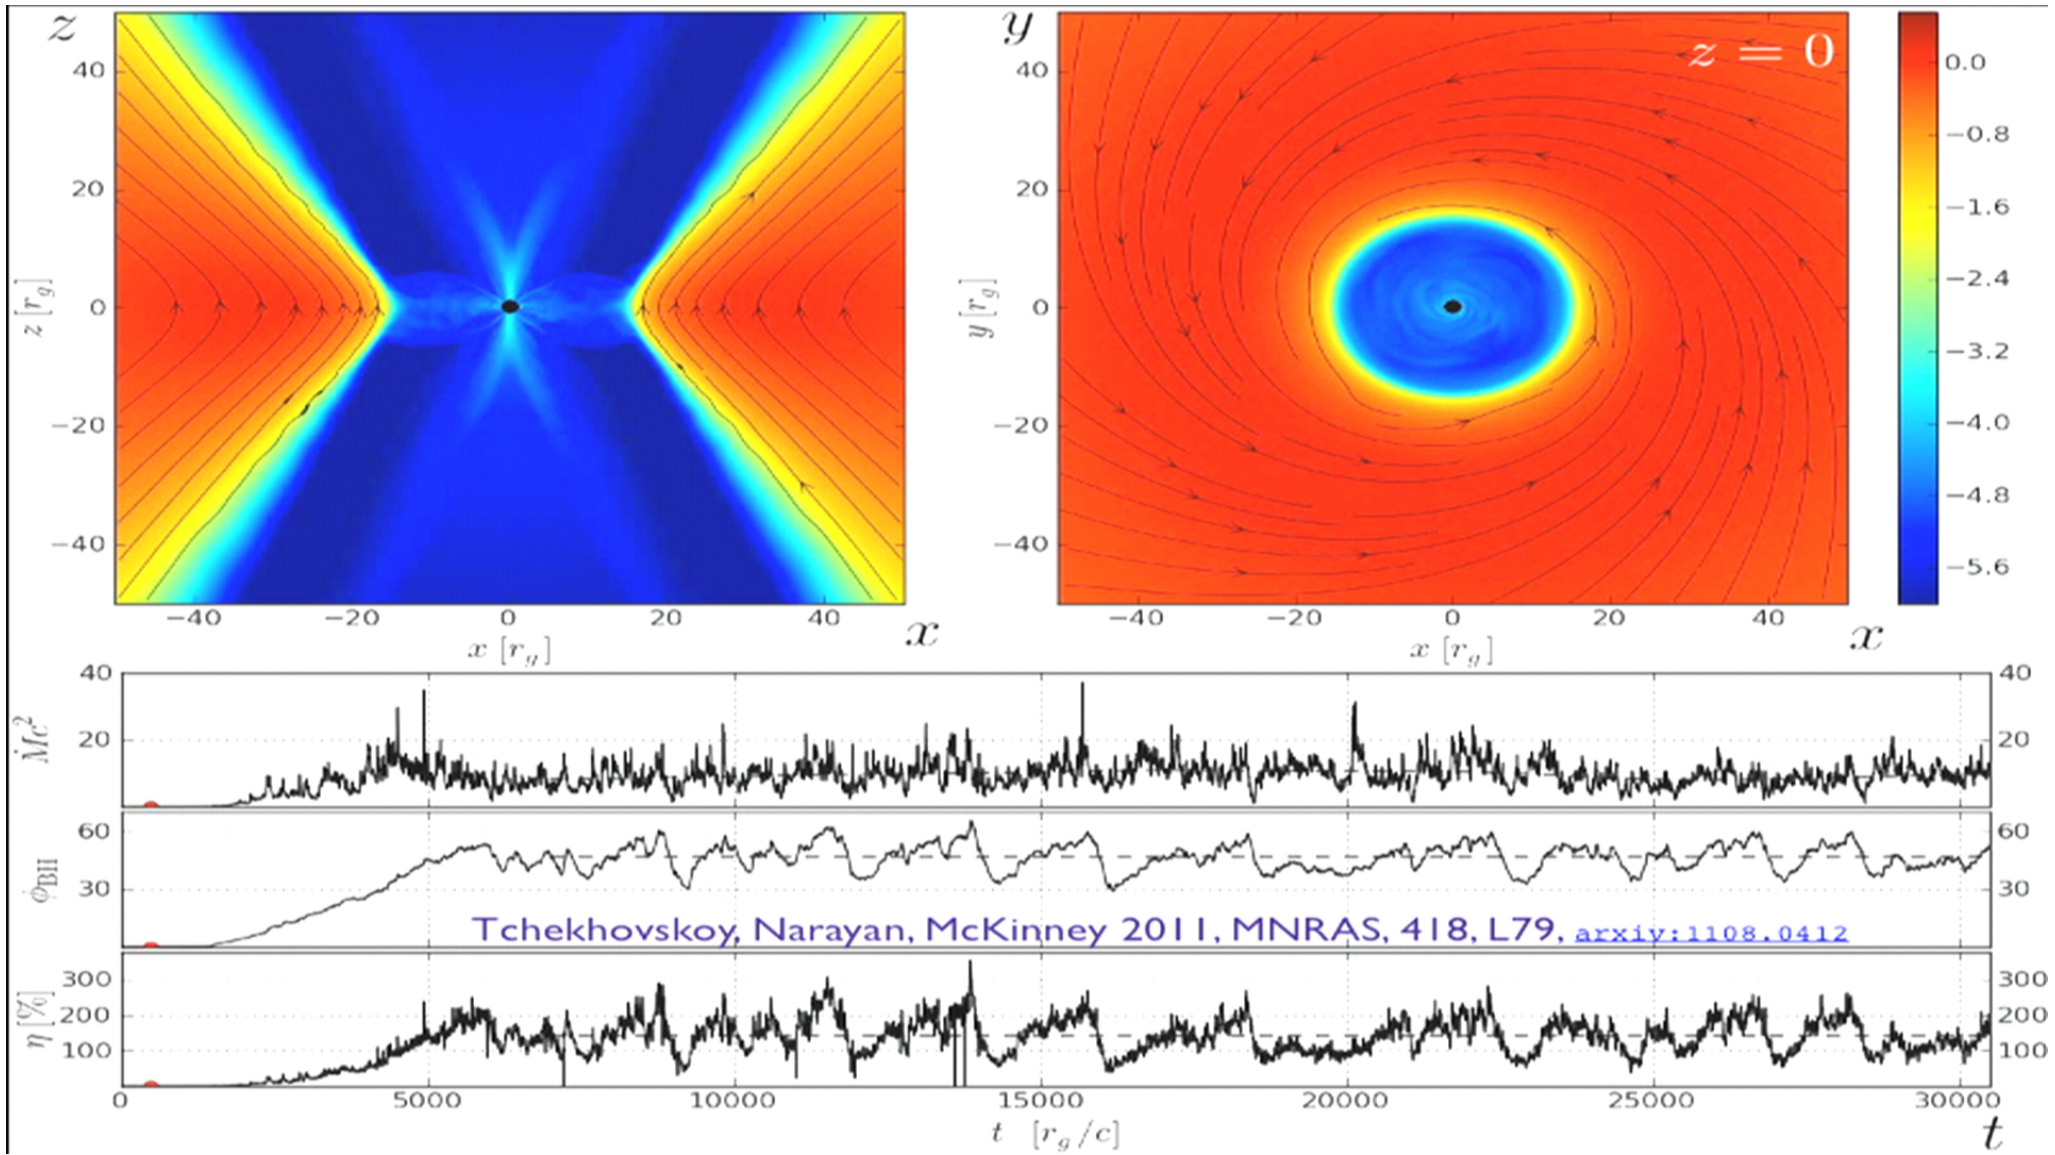 z
40
20
0
−20
−40
z [r_g]
−40 −20 0 20 40
x
x [r_g]
y
z = 0
40
20
0
−20
−40
y [r_g]
−40 −20 0 20 40
x
x [r_g]
0.0
−0.8
−1.6
−2.4
−3.2
−4.0
−4.8
−5.6
40 40
20 20
Ṁc²
60 60
30 30
ϕ_BH
Tchekhovskoy, Narayan, McKinney 2011, MNRAS, 418, L79, arxiv:1108.0412
300 300
200 200
100 100
η [%]
0 5000 10000 15000 20000 25000 30000
t [r_g/c]
t